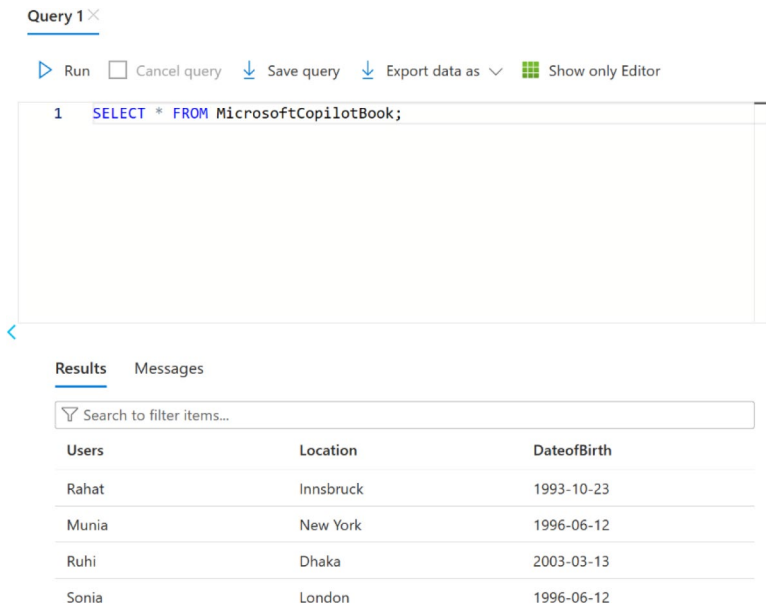 Query 1
Run Cancel query Save query Export data as Show only Editor
1 SELECT * FROM MicrosoftCopilotBook;
Results Messages
Search to filter items...
Users Location DateofBirth
Rahat Innsbruck 1993-10-23
Munia New York 1996-06-12
Ruhi Dhaka 2003-03-13
Sonia London 1996-06-12